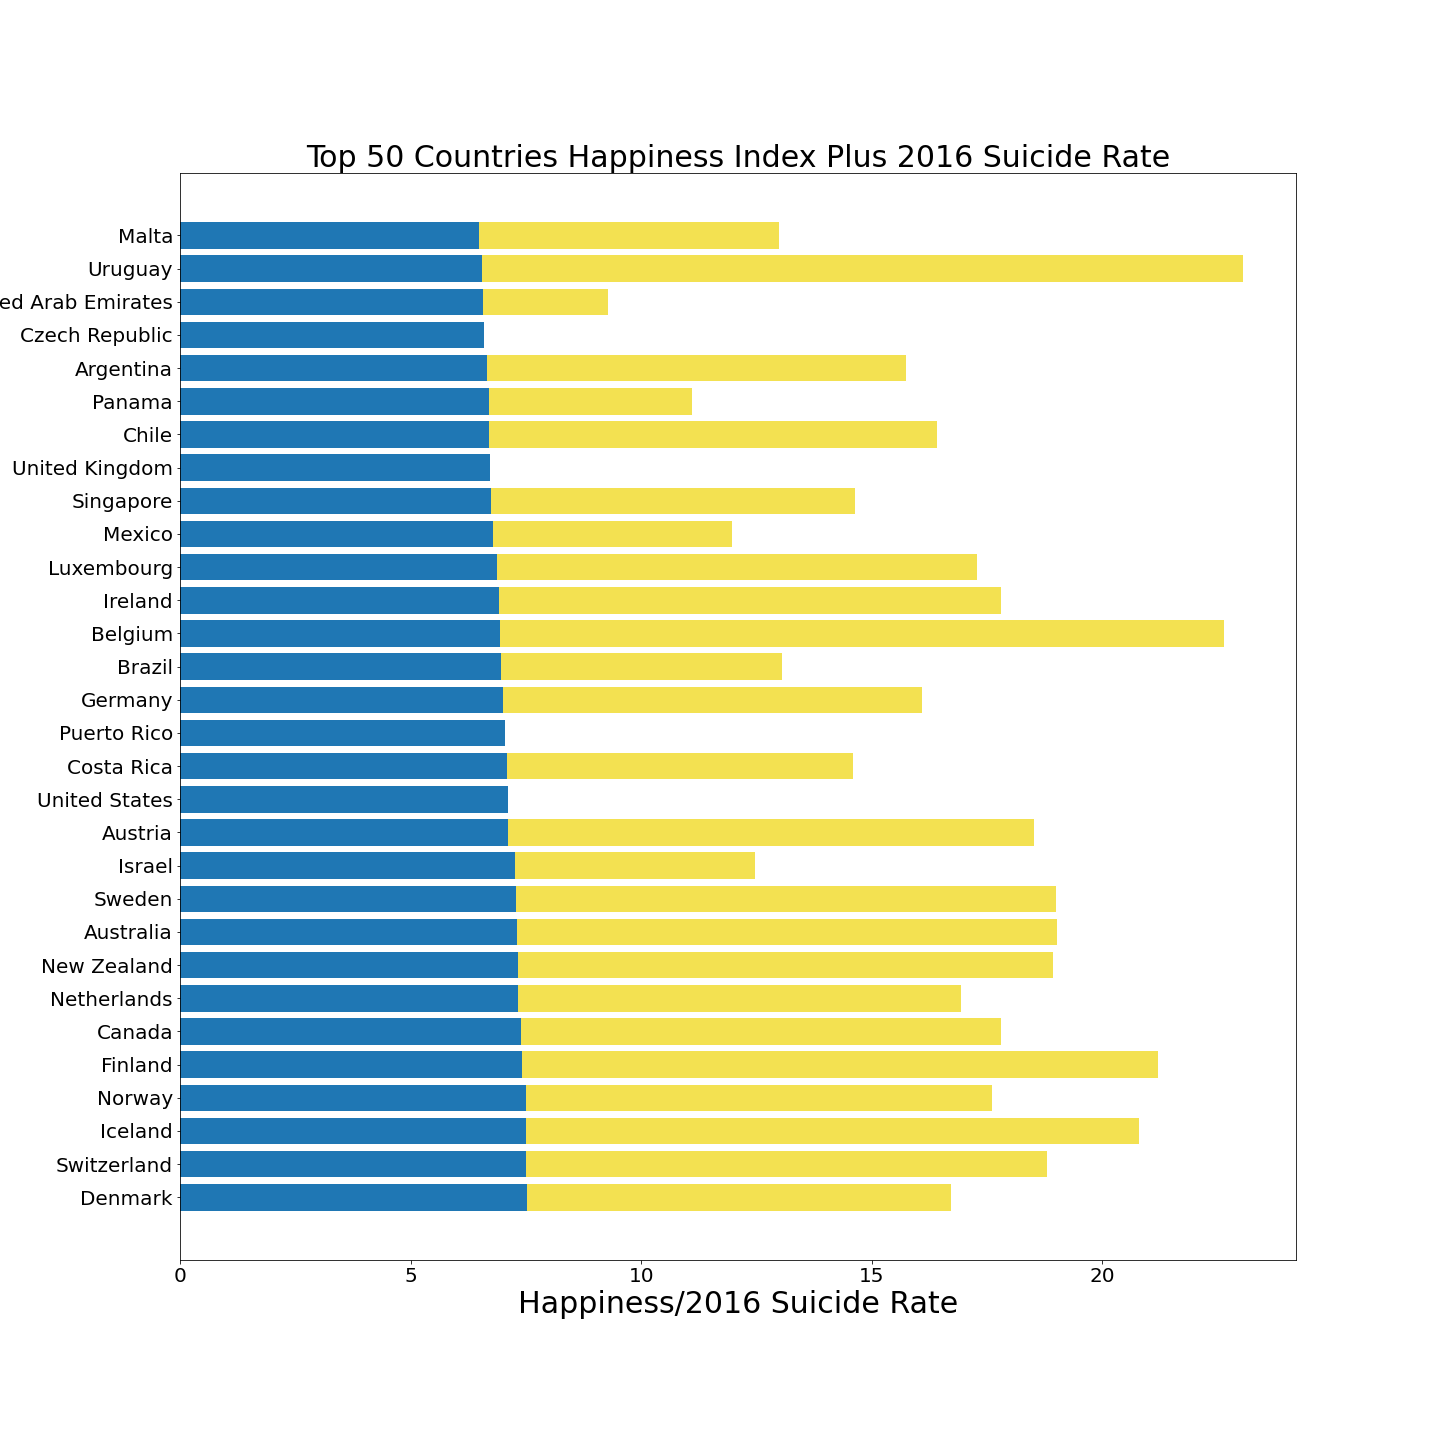 Top 50 Countries Happiness Index Plus 2016 Suicide Rate
Malta
Uruguay
ed Arab Emirates
Czech Republic
Argentina
Panama
Chile
United Kingdom
Singapore
Mexico
Luxembourg
Ireland
Belgium
Brazil
Germany
Puerto Rico
Costa Rica
United States
Austria
Israel
Sweden
Australia
New Zealand
Netherlands
Canada
Finland
Norway
Iceland
Switzerland
Denmark
0 5 10 15 20
Happiness/2016 Suicide Rate